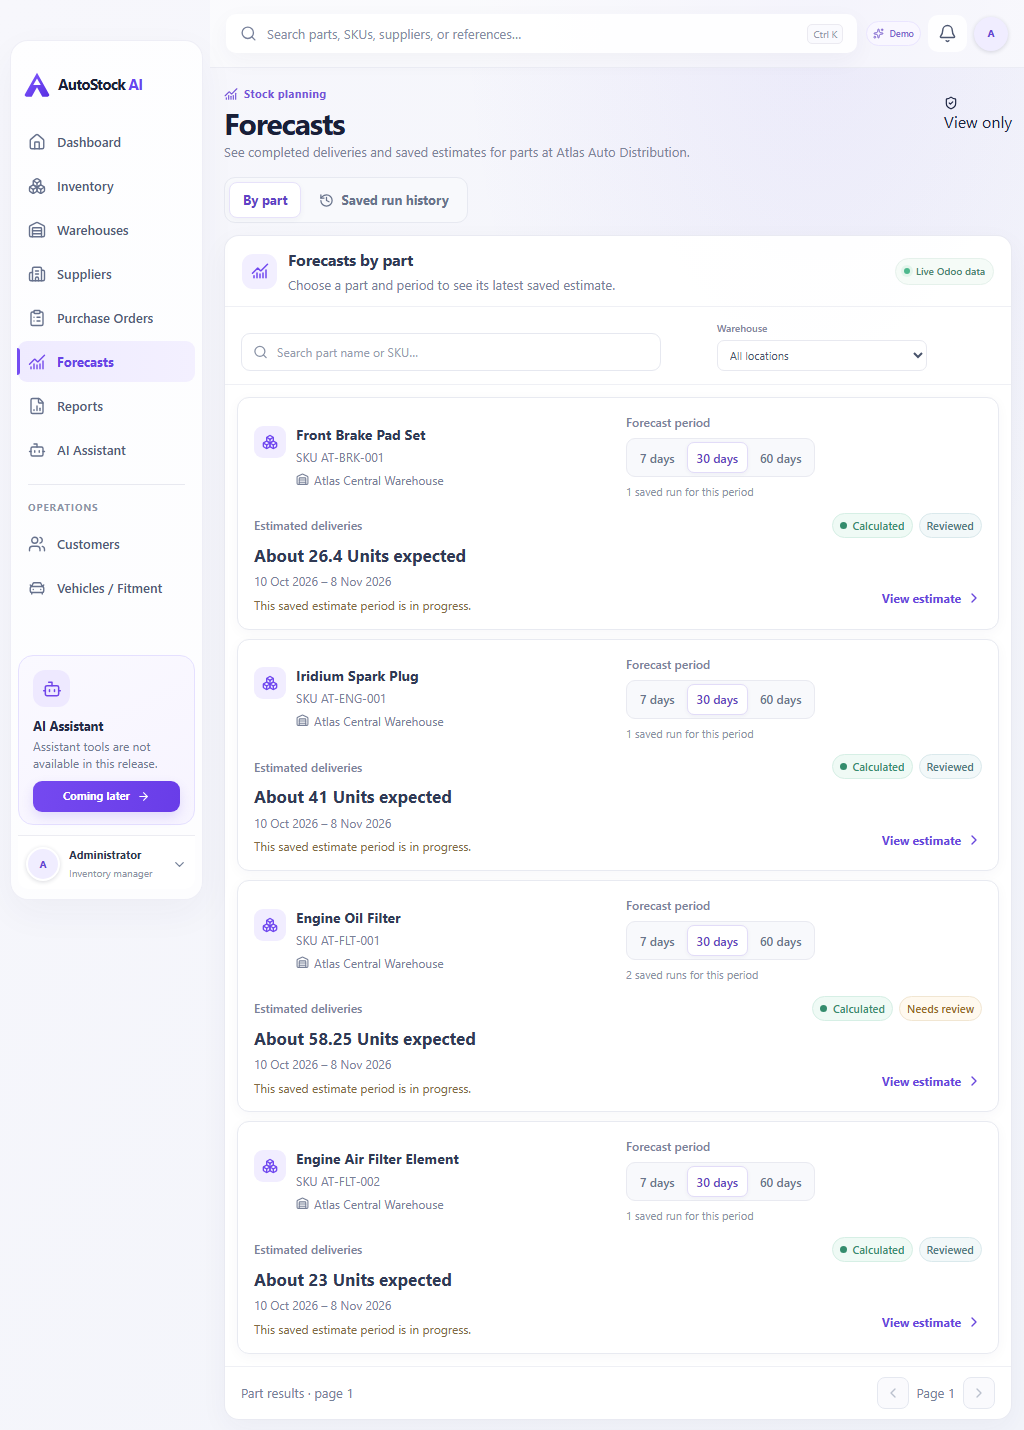 AutoStock AI
Dashboard
Inventory
Warehouses
Suppliers
Purchase Orders
Forecasts
Reports
AI Assistant
OPERATIONS
Customers
Vehicles / Fitment
AI Assistant
Assistant tools are not
available in this release.
Coming later
A
Administrator
Inventory manager
Search parts, SKUs, suppliers, or references...
Ctrl K
Demo
A
Stock planning
Forecasts
See completed deliveries and saved estimates for parts at Atlas Auto Distribution.
View only
By part
Saved run history
Forecasts by part
Choose a part and period to see its latest saved estimate.
Live Odoo data
Search part name or SKU...
Warehouse
All locations
Front Brake Pad Set
SKU AT-BRK-001
Atlas Central Warehouse
Forecast period
7 days 30 days 60 days
1 saved run for this period
Estimated deliveries
Calculated Reviewed
About 26.4 Units expected
10 Oct 2026 – 8 Nov 2026
This saved estimate period is in progress.
View estimate
Iridium Spark Plug
SKU AT-ENG-001
Atlas Central Warehouse
Forecast period
7 days 30 days 60 days
1 saved run for this period
Estimated deliveries
Calculated Reviewed
About 41 Units expected
10 Oct 2026 – 8 Nov 2026
This saved estimate period is in progress.
View estimate
Engine Oil Filter
SKU AT-FLT-001
Atlas Central Warehouse
Forecast period
7 days 30 days 60 days
2 saved runs for this period
Estimated deliveries
Calculated Needs review
About 58.25 Units expected
10 Oct 2026 – 8 Nov 2026
This saved estimate period is in progress.
View estimate
Engine Air Filter Element
SKU AT-FLT-002
Atlas Central Warehouse
Forecast period
7 days 30 days 60 days
1 saved run for this period
Estimated deliveries
Calculated Reviewed
About 23 Units expected
10 Oct 2026 – 8 Nov 2026
This saved estimate period is in progress.
View estimate
Part results · page 1
Page 1